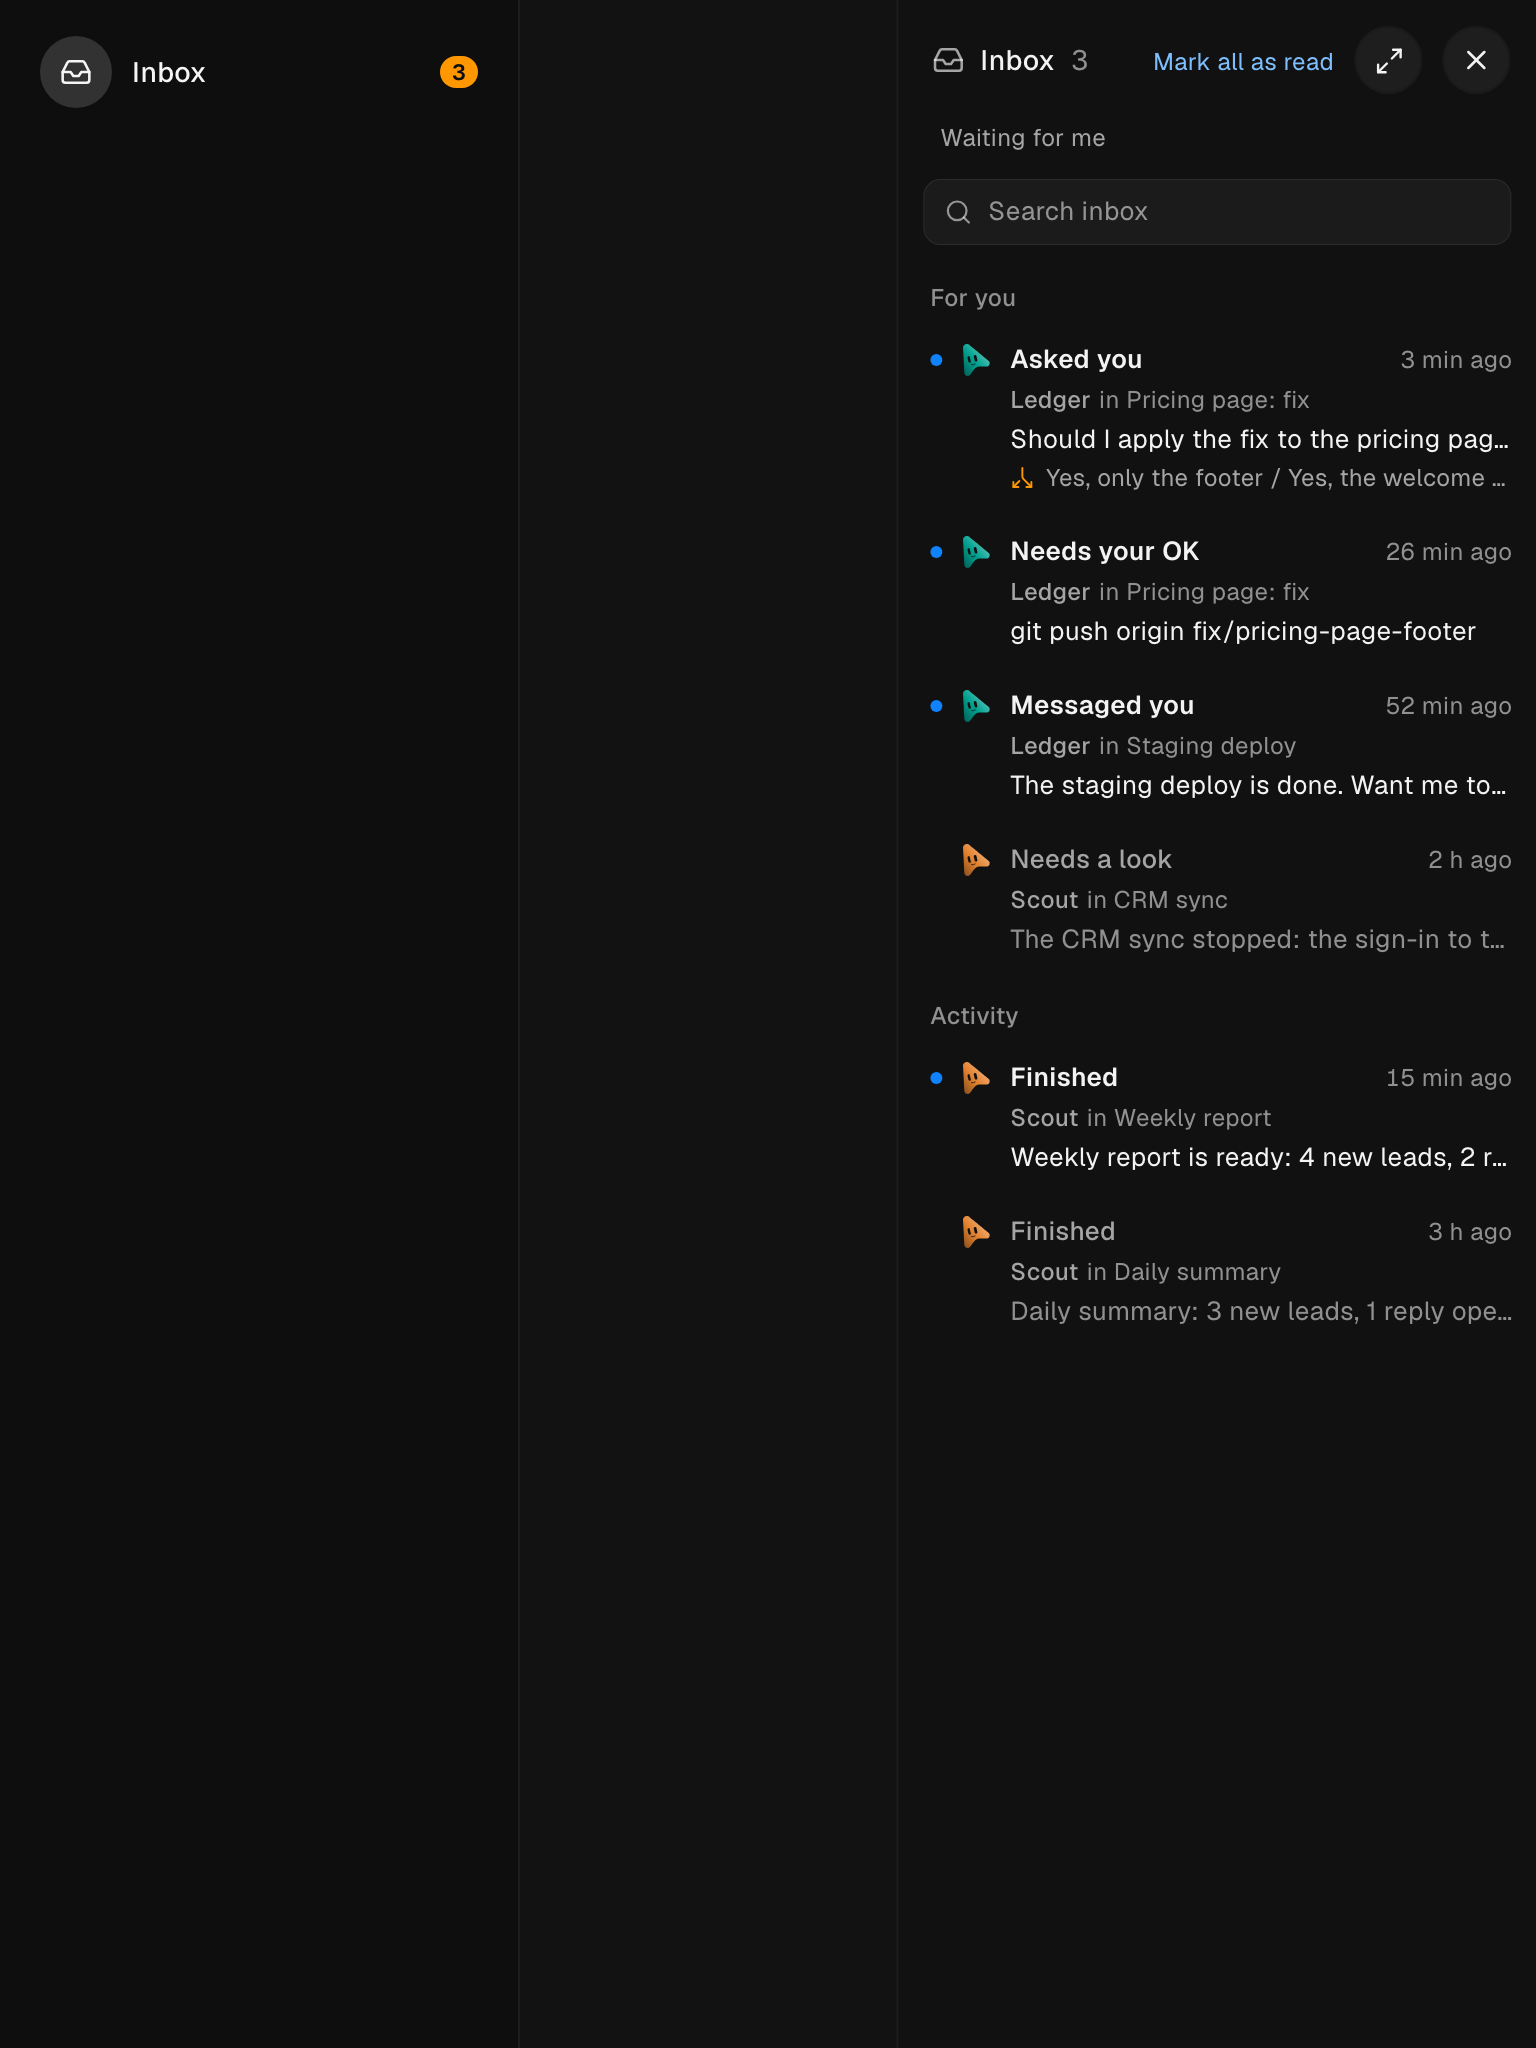 Inbox
3
Inbox 3
Mark all as read
Waiting for me
Search inbox
For you
Asked you
3 min ago
Ledger in Pricing page: fix
Should I apply the fix to the pricing pag...
Yes, only the footer / Yes, the welcome ...
Needs your OK
26 min ago
Ledger in Pricing page: fix
git push origin fix/pricing-page-footer
Messaged you
52 min ago
Ledger in Staging deploy
The staging deploy is done. Want me to...
Needs a look
2 h ago
Scout in CRM sync
The CRM sync stopped: the sign-in to t...
Activity
Finished
15 min ago
Scout in Weekly report
Weekly report is ready: 4 new leads, 2 r...
Finished
3 h ago
Scout in Daily summary
Daily summary: 3 new leads, 1 reply ope...